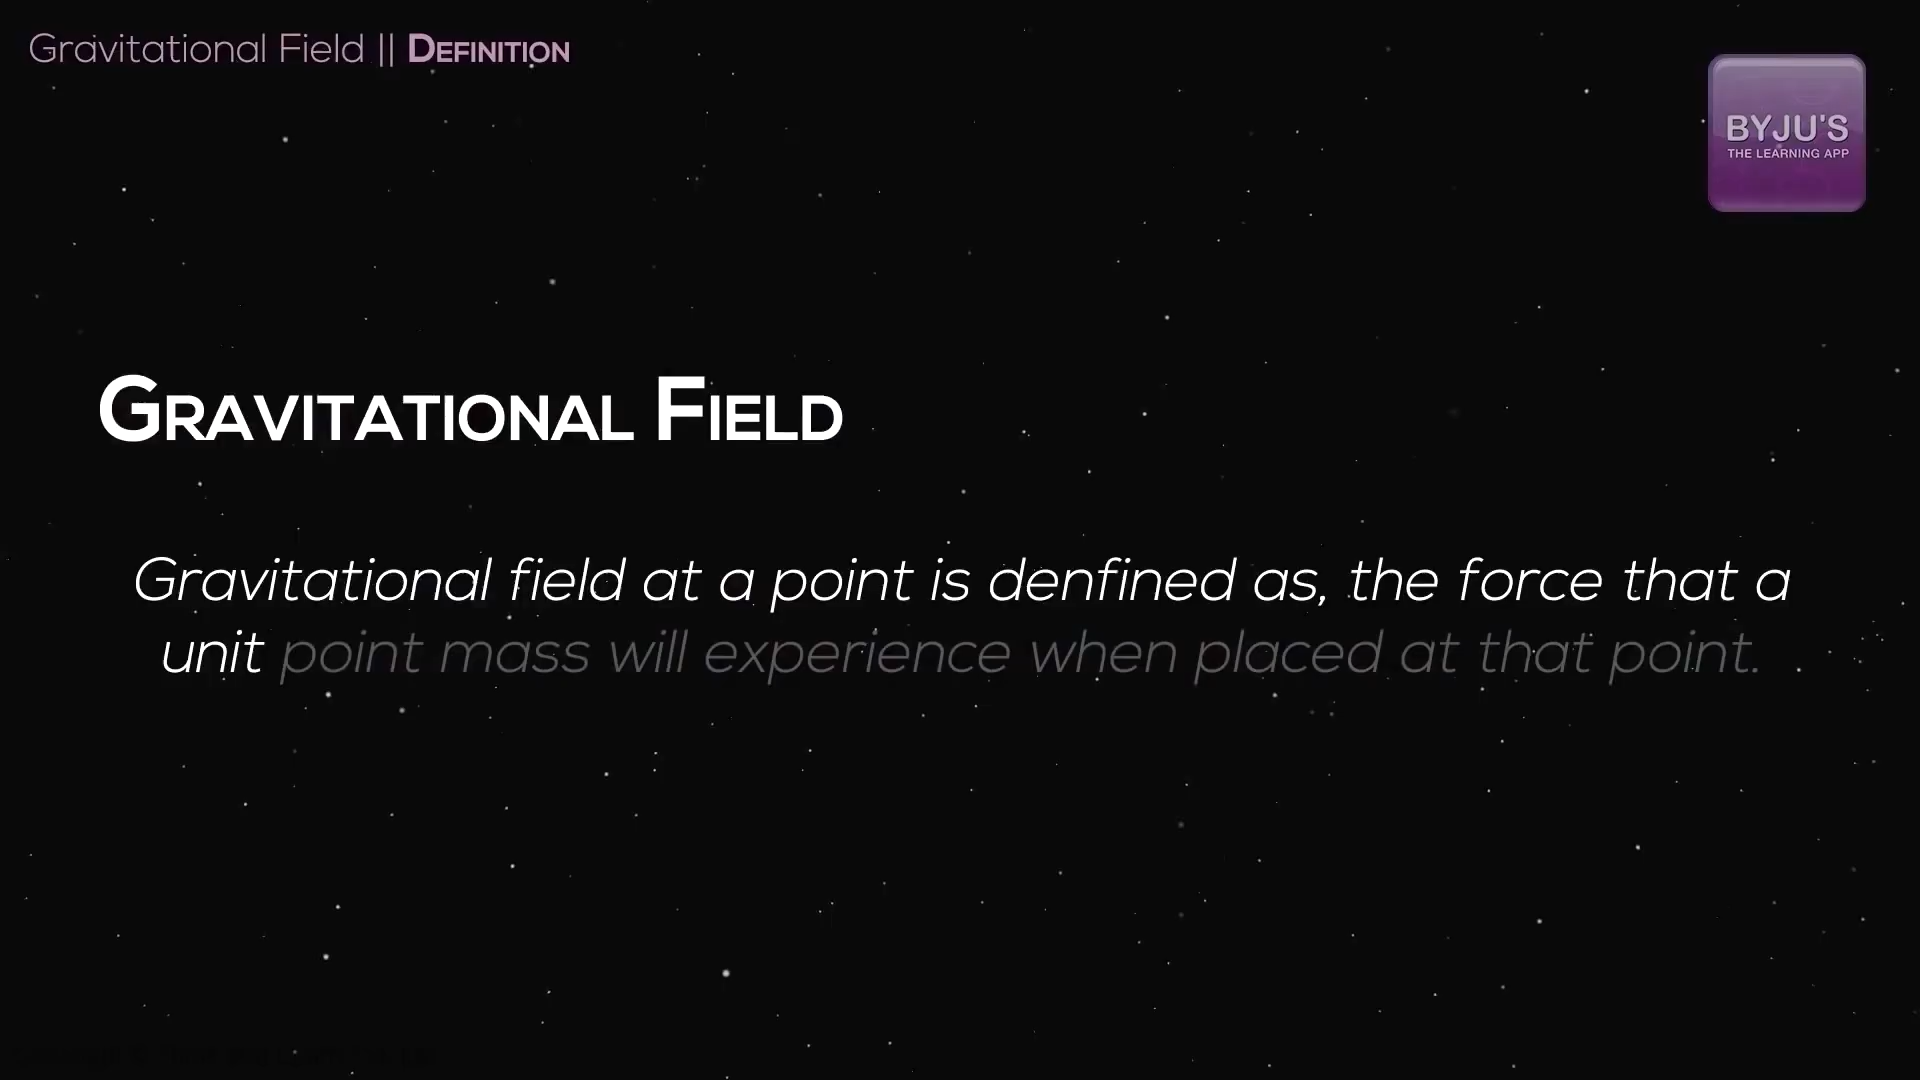 Gravitational Field || DEFINITION
BYJU'S
THE LEARNING APP
GRAVITATIONAL FIELD
Gravitational field at a point is denfined as, the force that a
unit point mass will experience when placed at that point.